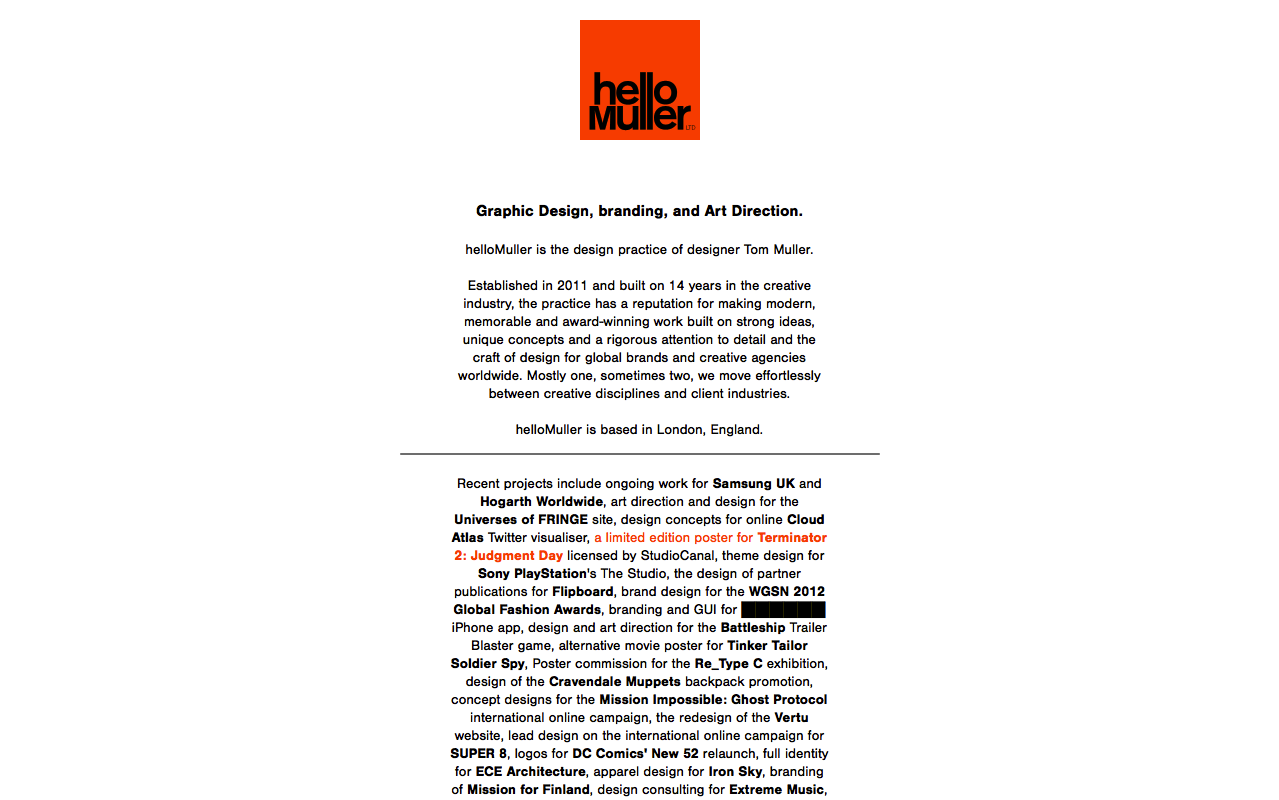 hello
Muller LTD
Graphic Design, branding, and Art Direction.
helloMuller is the design practice of designer Tom Muller.
Established in 2011 and built on 14 years in the creative
industry, the practice has a reputation for making modern,
memorable and award-winning work built on strong ideas,
unique concepts and a rigorous attention to detail and the
craft of design for global brands and creative agencies
worldwide. Mostly one, sometimes two, we move effortlessly
between creative disciplines and client industries.
helloMuller is based in London, England.
Recent projects include ongoing work for Samsung UK and
Hogarth Worldwide, art direction and design for the
Universes of FRINGE site, design concepts for online Cloud
Atlas Twitter visualiser, a limited edition poster for Terminator
2: Judgment Day licensed by StudioCanal, theme design for
Sony PlayStation's The Studio, the design of partner
publications for Flipboard, brand design for the WGSN 2012
Global Fashion Awards, branding and GUI for ██████
iPhone app, design and art direction for the Battleship Trailer
Blaster game, alternative movie poster for Tinker Tailor
Soldier Spy, Poster commission for the Re_Type C exhibition,
design of the Cravendale Muppets backpack promotion,
concept designs for the Mission Impossible: Ghost Protocol
international online campaign, the redesign of the Vertu
website, lead design on the international online campaign for
SUPER 8, logos for DC Comics' New 52 relaunch, full identity
for ECE Architecture, apparel design for Iron Sky, branding
of Mission for Finland, design consulting for Extreme Music,